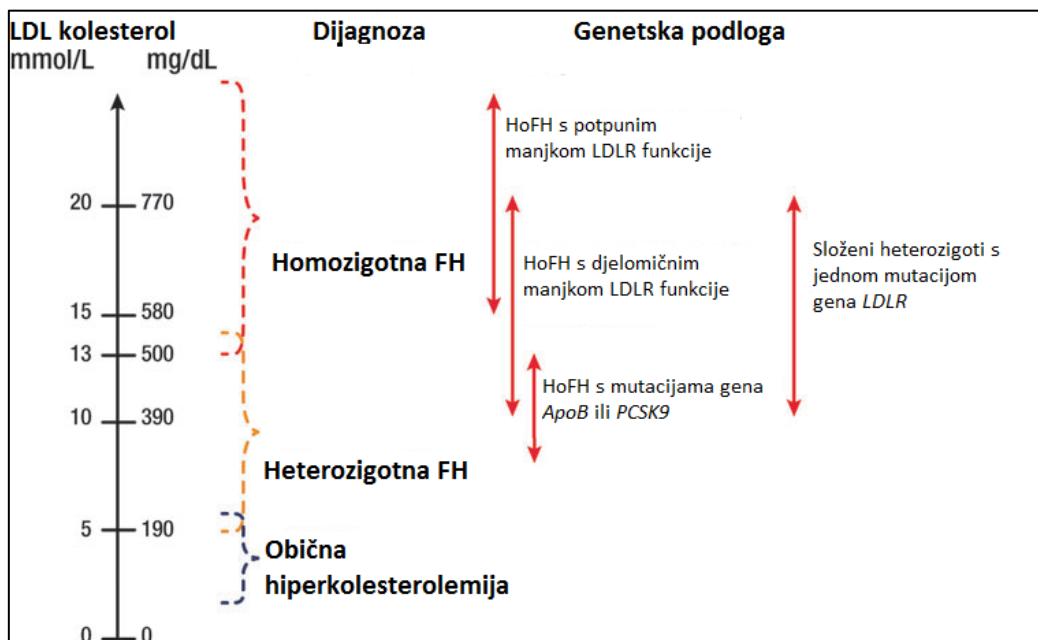 LDL kolesterol Dijagnoza Genetska podloga
mmol/L mg/dL
HoFH s potpunim
manjkom LDLR funkcije
20 770
Složeni heterozigoti s
jednom mutacijom
gena LDLR
Homozigotna FH
HoFH s djelomičnim
manjkom LDLR funkcije
15 580
13 500
HoFH s mutacijama gena
ApoB ili PCSK9
10 390
Heterozigotna FH
5 190
Obična
hiperkolesterolemija
0 0